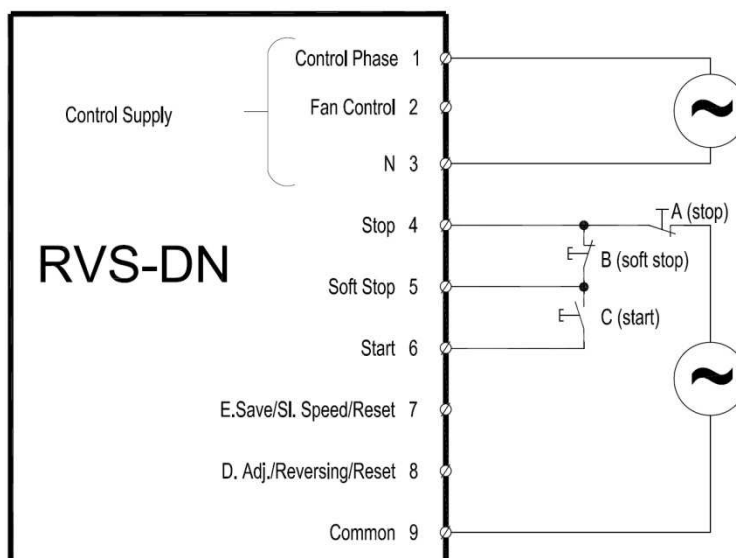 Control Phase 1
Control Supply
Fan Control 2
N 3
Stop 4
A (stop)
RVS-DN
B (soft stop)
Soft Stop 5
C (start)
Start 6
E.Save/Sl. Speed/Reset 7
D. Adj./Reversing/Reset 8
Common 9